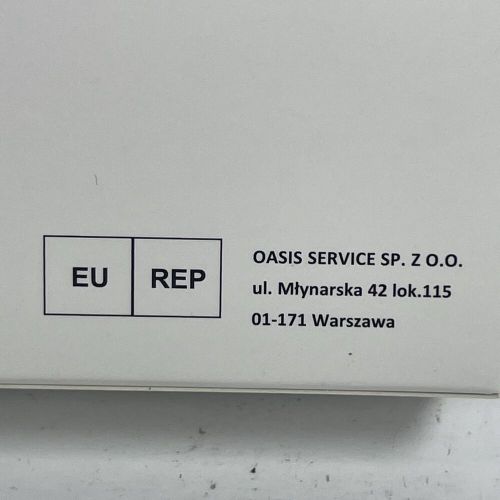 EU REP
OASIS SERVICE SP. Z O.O.
ul. Młynarska 42 lok.115
01-171 Warszawa